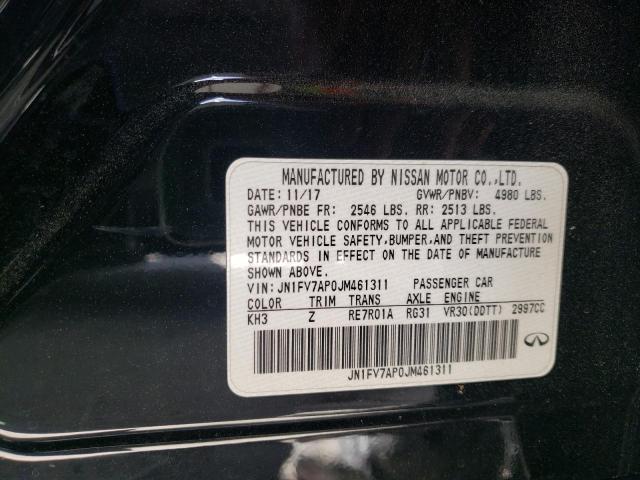 MANUFACTURED BY NISSAN MOTOR CO.,LTD.
DATE: 11/17 GVWR/PNBV: 4980 LBS.
GAWR/PNBE FR: 2546 LBS. RR: 2513 LBS.
THIS VEHICLE CONFORMS TO ALL APPLICABLE FEDERAL
MOTOR VEHICLE SAFETY,BUMPER,AND THEFT PREVENTION
STANDARDS IN EFFECT ON THE DATE OF MANUFACTURE
SHOWN ABOVE.
VIN: JN1FV7AP0JM461311 PASSENGER CAR
COLOR TRIM TRANS AXLE ENGINE
KH3 Z RE7R01A RG31 VR30(DDTT) 2997CC
JN1FV7AP0JM461311